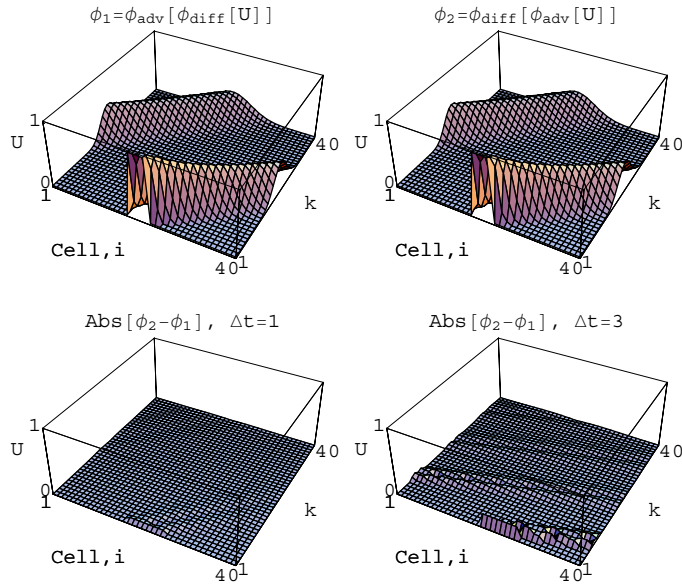 ϕ₁=ϕadv[ϕdiff[U]]
1
U
0
1
Cell,i
40
1
k
40
ϕ₂=ϕdiff[ϕadv[U]]
1
U
0
1
Cell,i
40
1
k
40
Abs[ϕ₂−ϕ₁], Δt=1
1
U
0
1
Cell,i
40
1
k
40
Abs[ϕ₂−ϕ₁], Δt=3
1
U
0
1
Cell,i
40
1
k
40